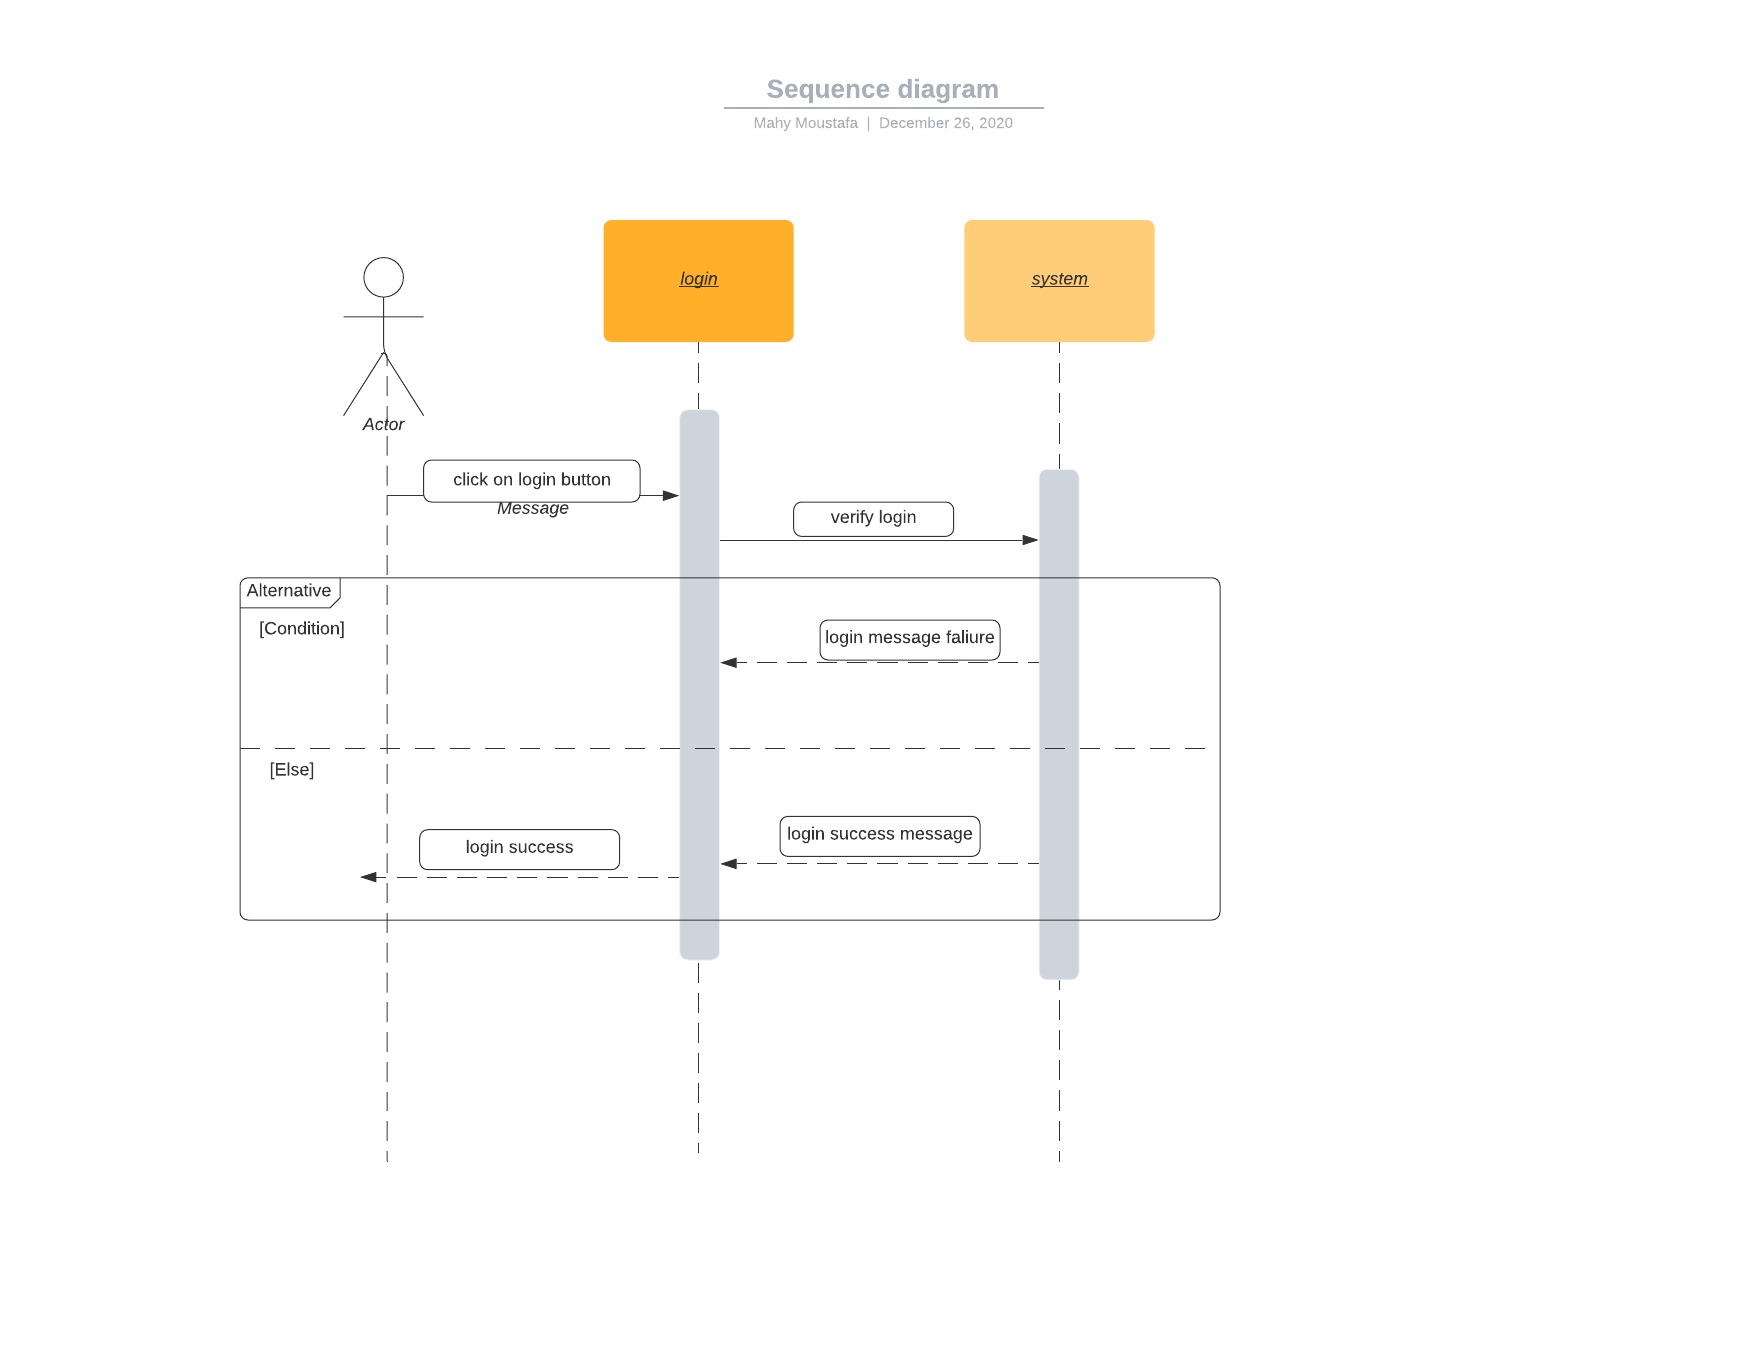 Sequence diagram
Mahy Moustafa | December 26, 2020
login
system
Actor
click on login button
Message
verify login
Alternative
[Condition]
login message faliure
[Else]
login success message
login success